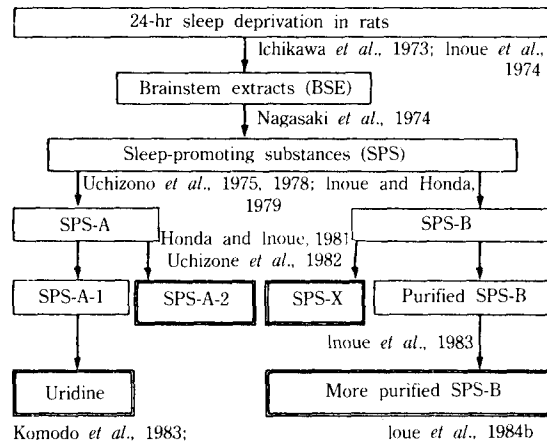 24-hr sleep deprivation in rats
Ichikawa et al., 1973; Inoue et al.,
1974
Brainstem extracts (BSE)
Nagasaki et al., 1974
Sleep-promoting substances (SPS)
Uchizono et al., 1975, 1978; Inoue and Honda,
1979
SPS-A
SPS-B
Honda and Inoue, 1981
Uchizone et al., 1982
SPS-A-1
SPS-A-2
SPS-X
Purified SPS-B
Inoue et al., 1983
Uridine
More purified SPS-B
Komodo et al., 1983;
Joue et al., 1984b